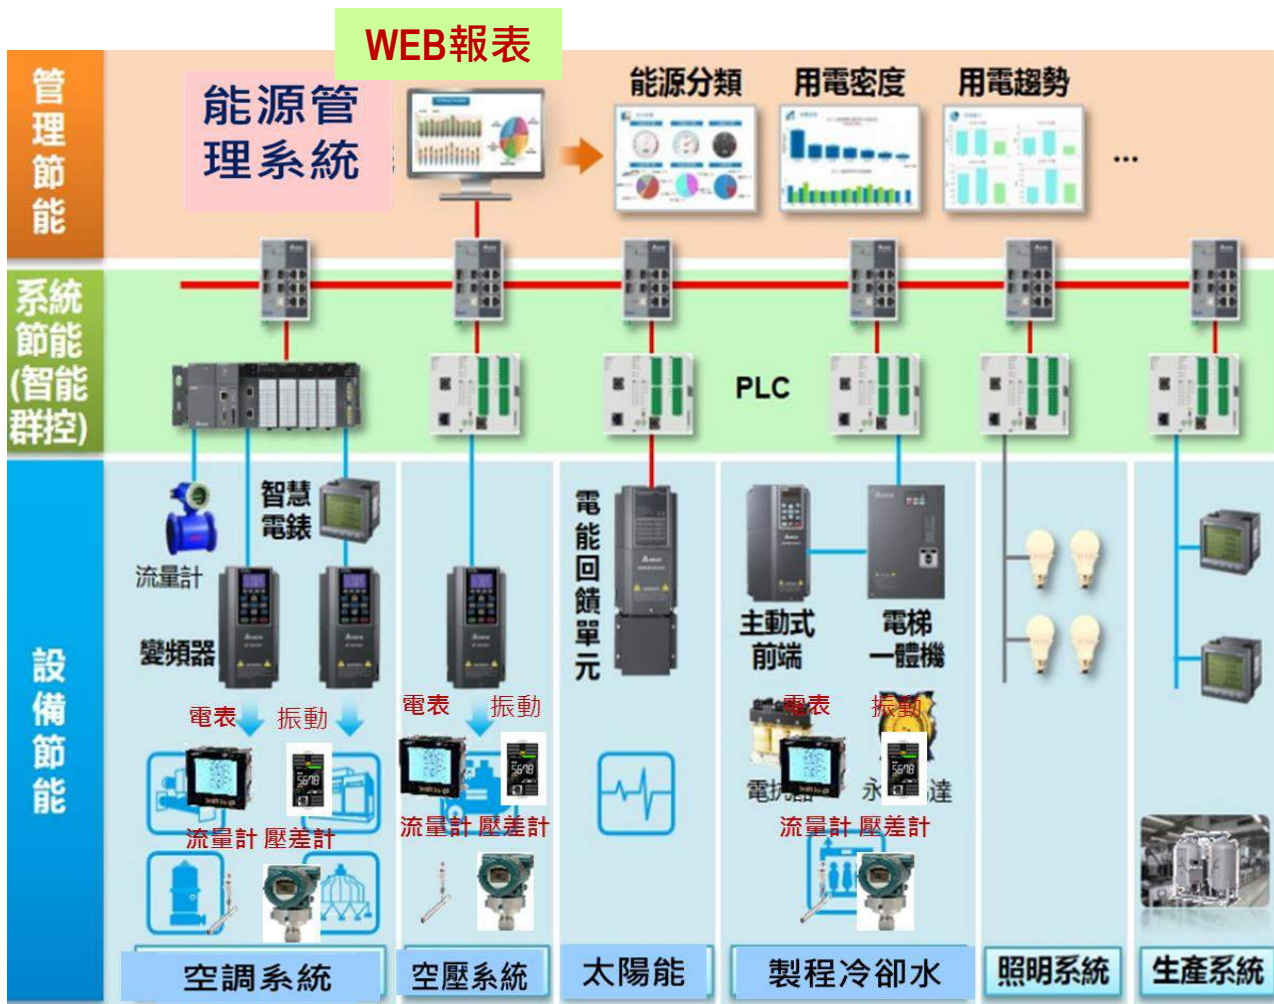 WEB報表
管理節能
能源管
理系統
能源分類
用電密度
用電趨勢
...
系統
節能
(智能
群控)
PLC
設備節能
智慧
電錶
流量計
變頻器
電能回饋單元
主動式
前端
電梯
一體機
電表
振動
電表
振動
電表
振動
5678
5678
5678
流量計 壓差計
流量計 壓差計
流量計 壓差計
空調系統
空壓系統
太陽能
製程冷卻水
照明系統
生產系統